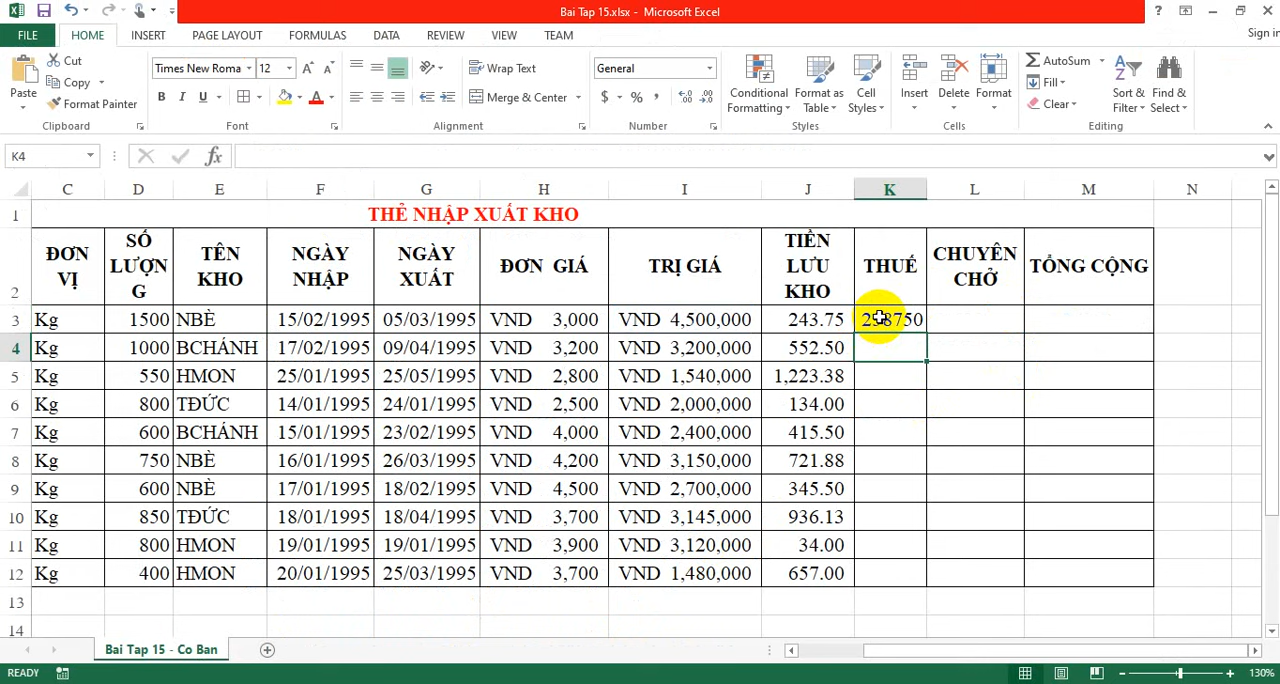 Bai Tap 15.xlsx - Microsoft Excel
?
FILE HOME INSERT PAGE LAYOUT FORMULAS DATA REVIEW VIEW TEAM Sign in
Paste Cut Copy Format Painter
Clipboard
Times New Roma 12
B I U
Font
Wrap Text
Merge & Center
Alignment
General
$ % ,
Number
Conditional Formatting Format as Table Cell Styles
Styles
Insert Delete Format
Cells
AutoSum Fill Clear Sort & Filter Find & Select
Editing
K4 fx
C D E F G H I J K L M N
1 THẺ NHẬP XUẤT KHO
2 ĐƠN VỊ SỐ LƯỢNG TÊN KHO NGÀY NHẬP NGÀY XUẤT ĐƠN GIÁ TRỊ GIÁ TIỀN LƯU KHO THUẾ CHUYÊN CHỞ TỔNG CỘNG
3 Kg 1500 NBÈ 15/02/1995 05/03/1995 VND 3,000 VND 4,500,000 243.75
4 Kg 1000 BCHÁNH 17/02/1995 09/04/1995 VND 3,200 VND 3,200,000 552.50
5 Kg 550 HMON 25/01/1995 25/05/1995 VND 2,800 VND 1,540,000 1,223.38
6 Kg 800 TĐỨC 14/01/1995 24/01/1995 VND 2,500 VND 2,000,000 134.00
7 Kg 600 BCHÁNH 15/01/1995 23/02/1995 VND 4,000 VND 2,400,000 415.50
8 Kg 750 NBÈ 16/01/1995 26/03/1995 VND 4,200 VND 3,150,000 721.88
9 Kg 600 NBÈ 17/01/1995 18/02/1995 VND 4,500 VND 2,700,000 345.50
10 Kg 850 TĐỨC 18/01/1995 18/04/1995 VND 3,700 VND 3,145,000 936.13
11 Kg 800 HMON 19/01/1995 19/01/1995 VND 3,900 VND 3,120,000 34.00
12 Kg 400 HMON 20/01/1995 25/03/1995 VND 3,700 VND 1,480,000 657.00
13
14
Bai Tap 15 - Co Ban
READY 130%